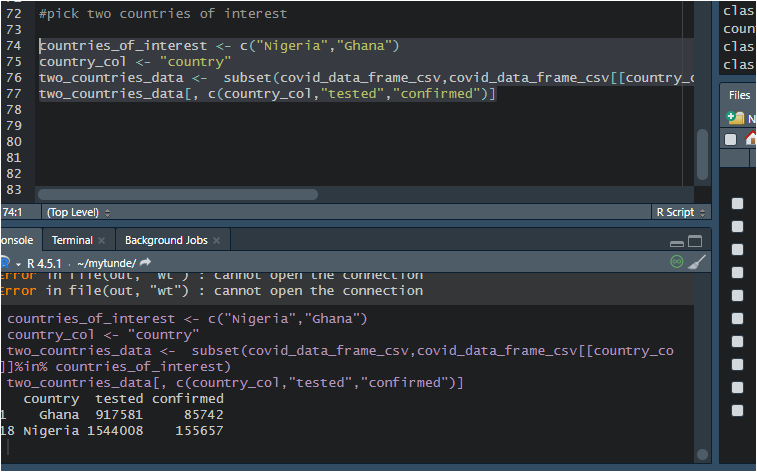 72 #pick two countries of interest
73
74 countries_of_interest <- c("Nigeria","Ghana")
75 country_col <- "country"
76 two_countries_data <-  subset(covid_data_frame_csv,covid_data_frame_csv[[country_c
77 two_countries_data[, c(country_col,"tested","confirmed")]
78
79
80
81
82
83
74:1 (Top Level) R Script
clas
coun
clas
clas
Files
N
onsole Terminal × Background Jobs ×
R 4.5.1 · ~/mytunde/
Error in file(out, "wt") : cannot open the connection
Error in file(out, "wt") : cannot open the connection
countries_of_interest <- c("Nigeria","Ghana")
country_col <- "country"
two_countries_data <-  subset(covid_data_frame_csv,covid_data_frame_csv[[country_co
]]%in% countries_of_interest)
two_countries_data[, c(country_col,"tested","confirmed")]
country  tested confirmed
1    Ghana  917581     85742
18 Nigeria 1544008    155657